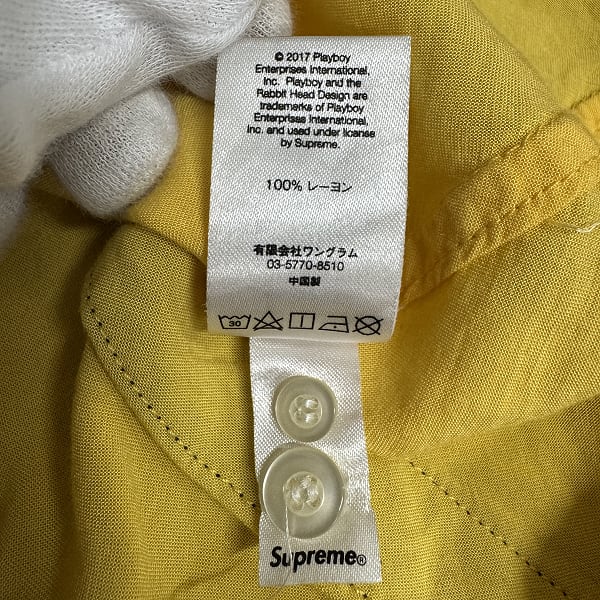 © 2017 Playboy
Enterprises International,
Inc. Playboy and the
Rabbit Head Design are
trademarks of Playboy
Enterprises International,
Inc. and used under license
by Supreme.
100% レーヨン
有限会社ワングラム
03-5770-8510
中国製
30
Supreme®